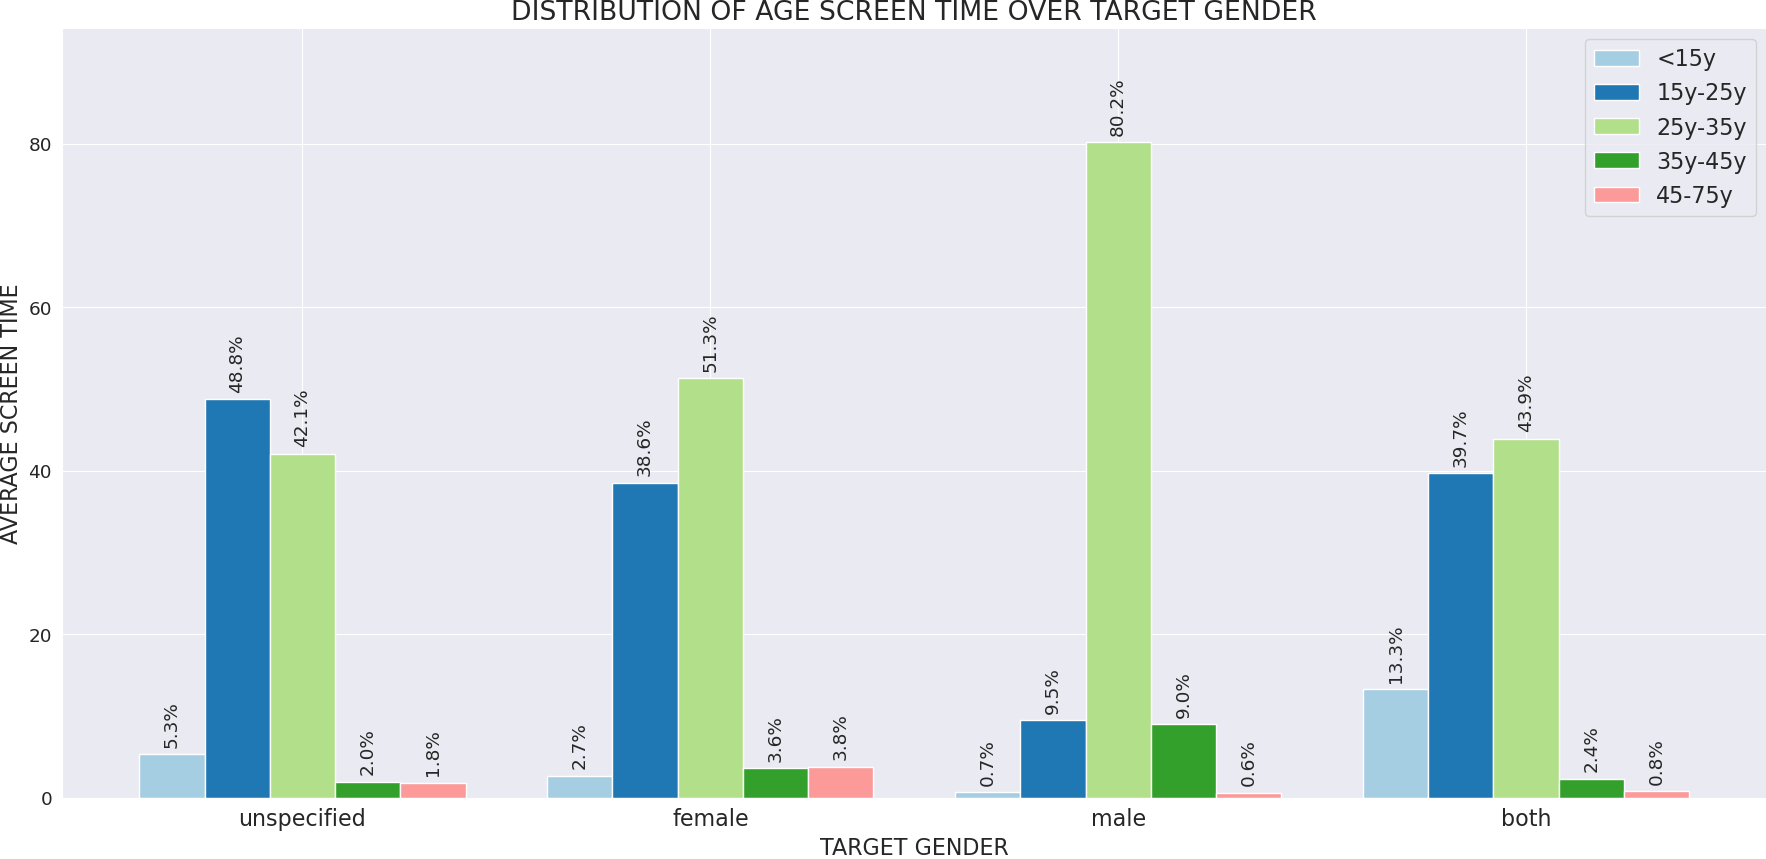 DISTRIBUTION OF AGE SCREEN TIME OVER TARGET GENDER
<15y
15y-25y
25y-35y
35y-45y
45-75y
AVERAGE SCREEN TIME
80
60
40
20
0
5.3%
48.8%
42.1%
2.0%
1.8%
2.7%
38.6%
51.3%
3.6%
3.8%
0.7%
9.5%
80.2%
9.0%
0.6%
13.3%
39.7%
43.9%
2.4%
0.8%
unspecified
female
male
both
TARGET GENDER